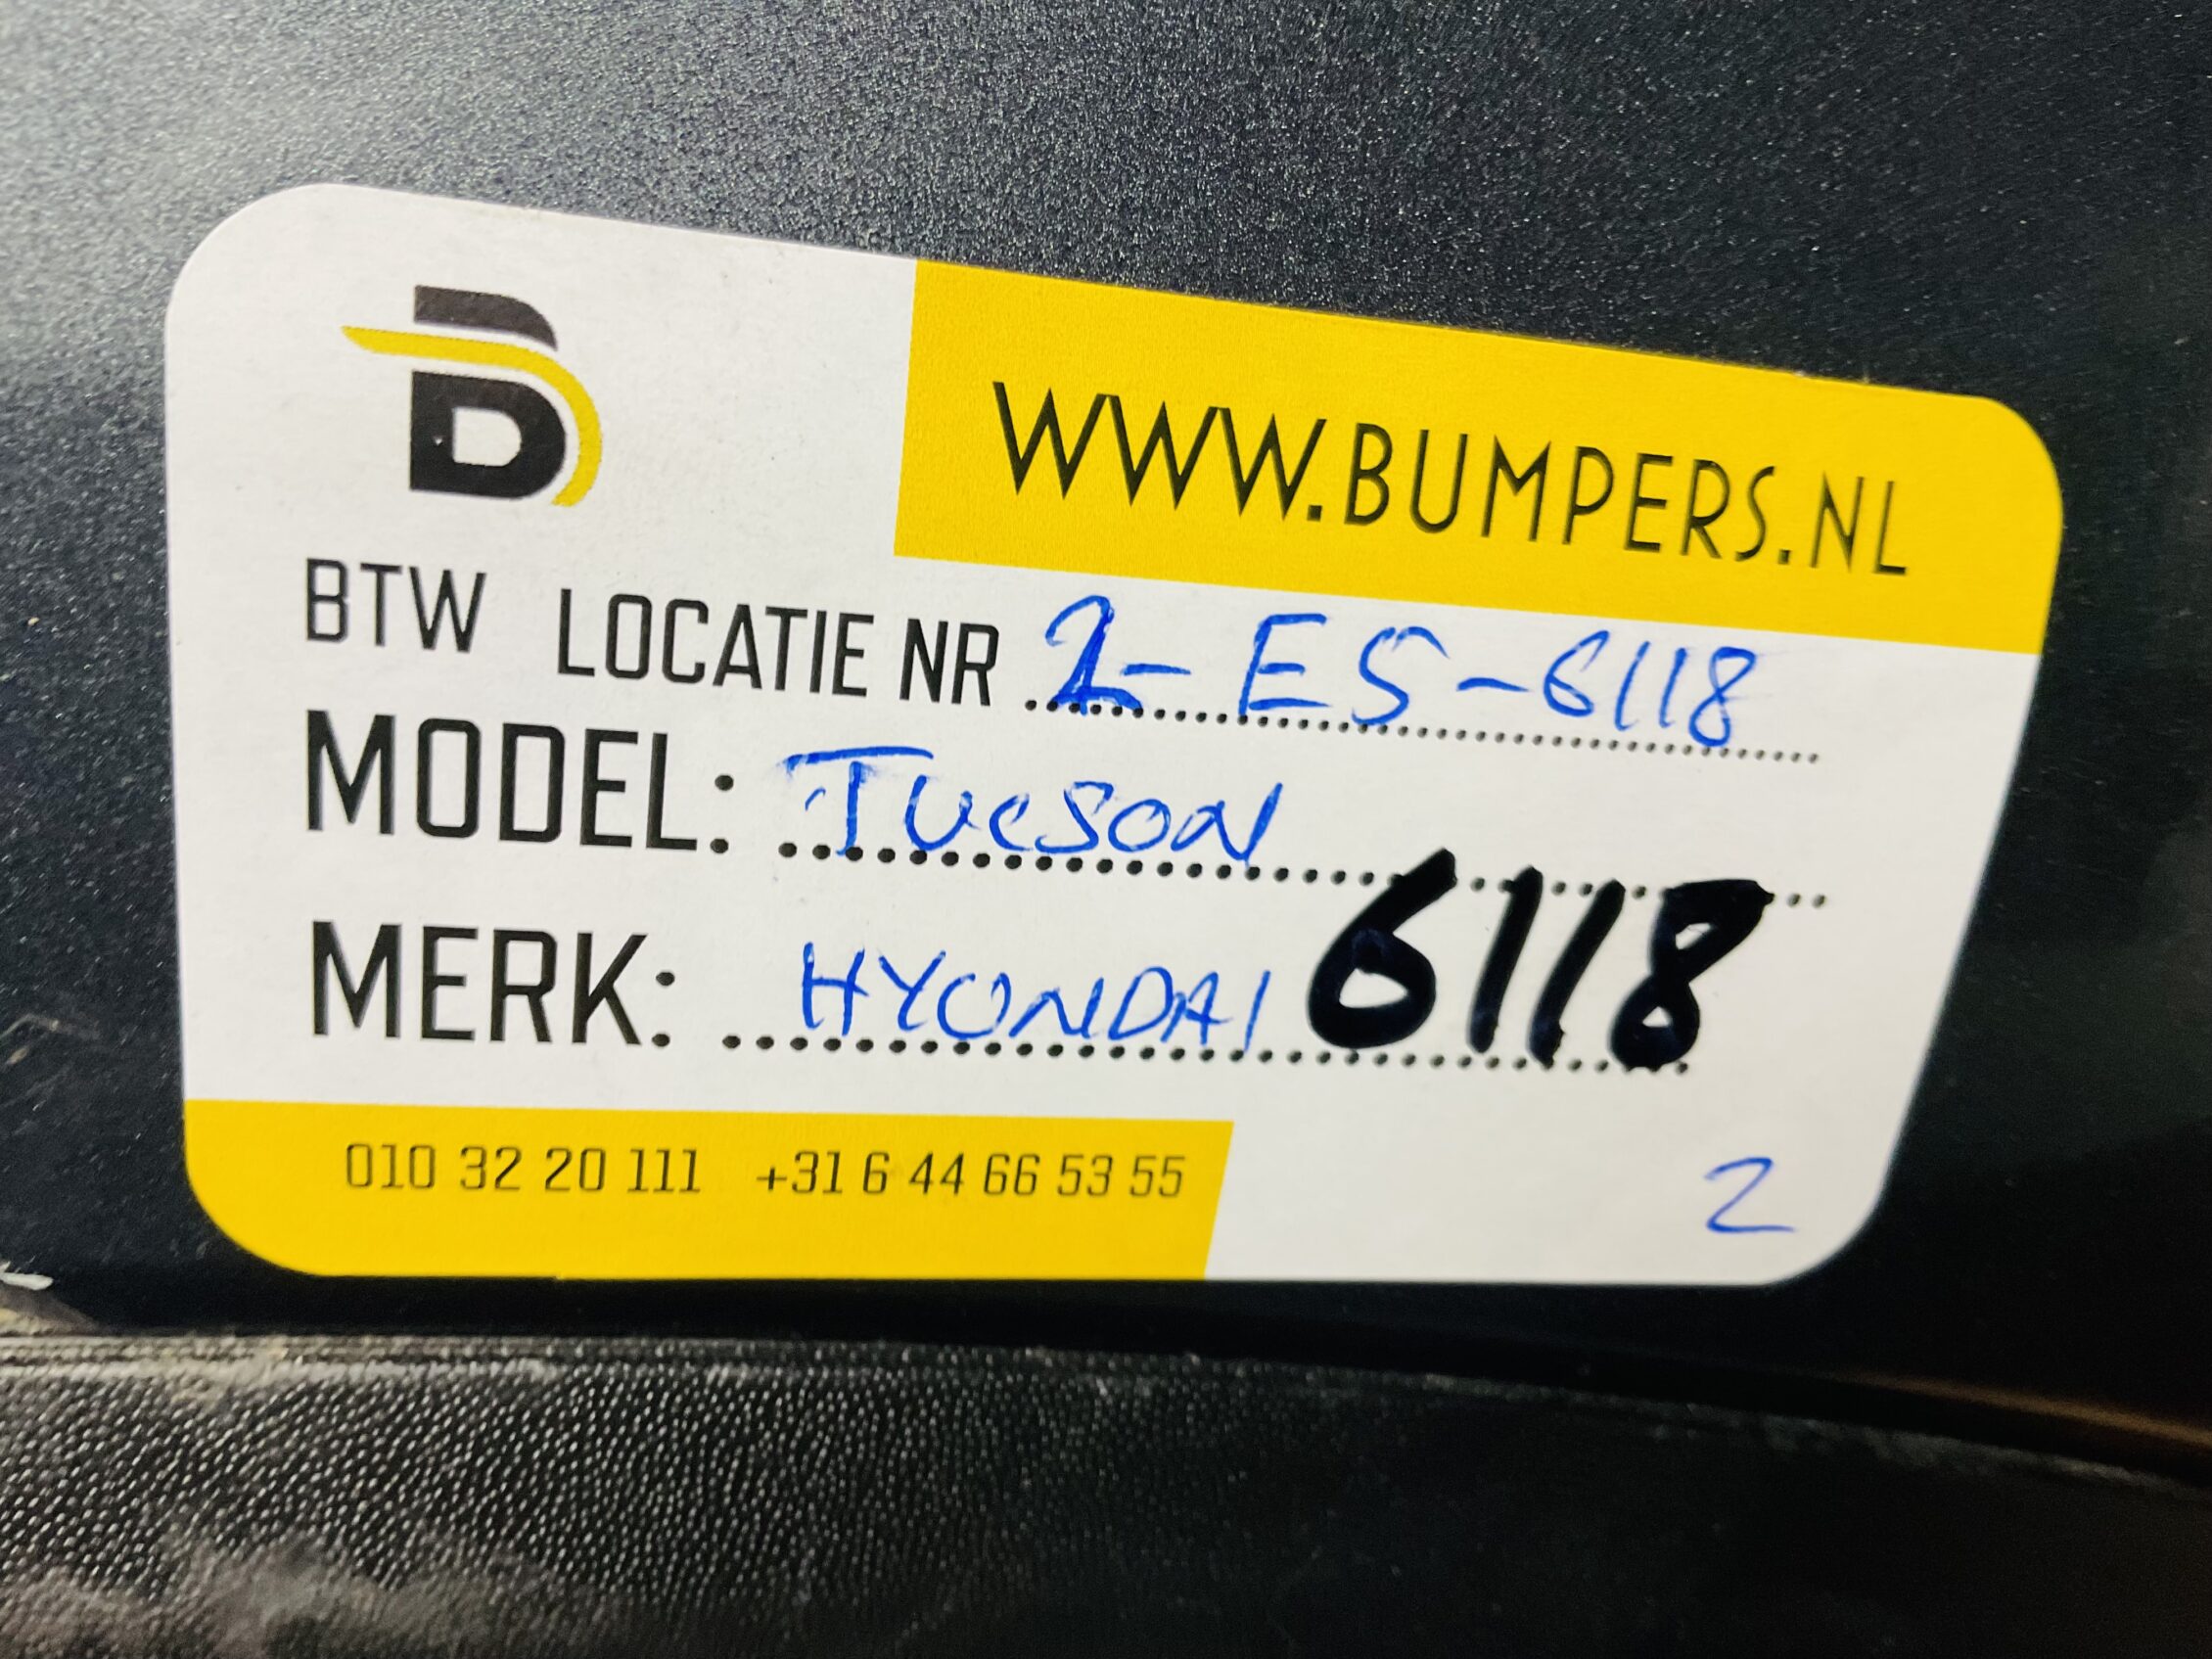 B
WWW.BUMPERS.NL
BTW LOCATIE NR 2-ES-6118
MODEL: TUCSON
MERK: HYUNDAI 6118
010 32 20 111 +31 6 44 66 53 55
2